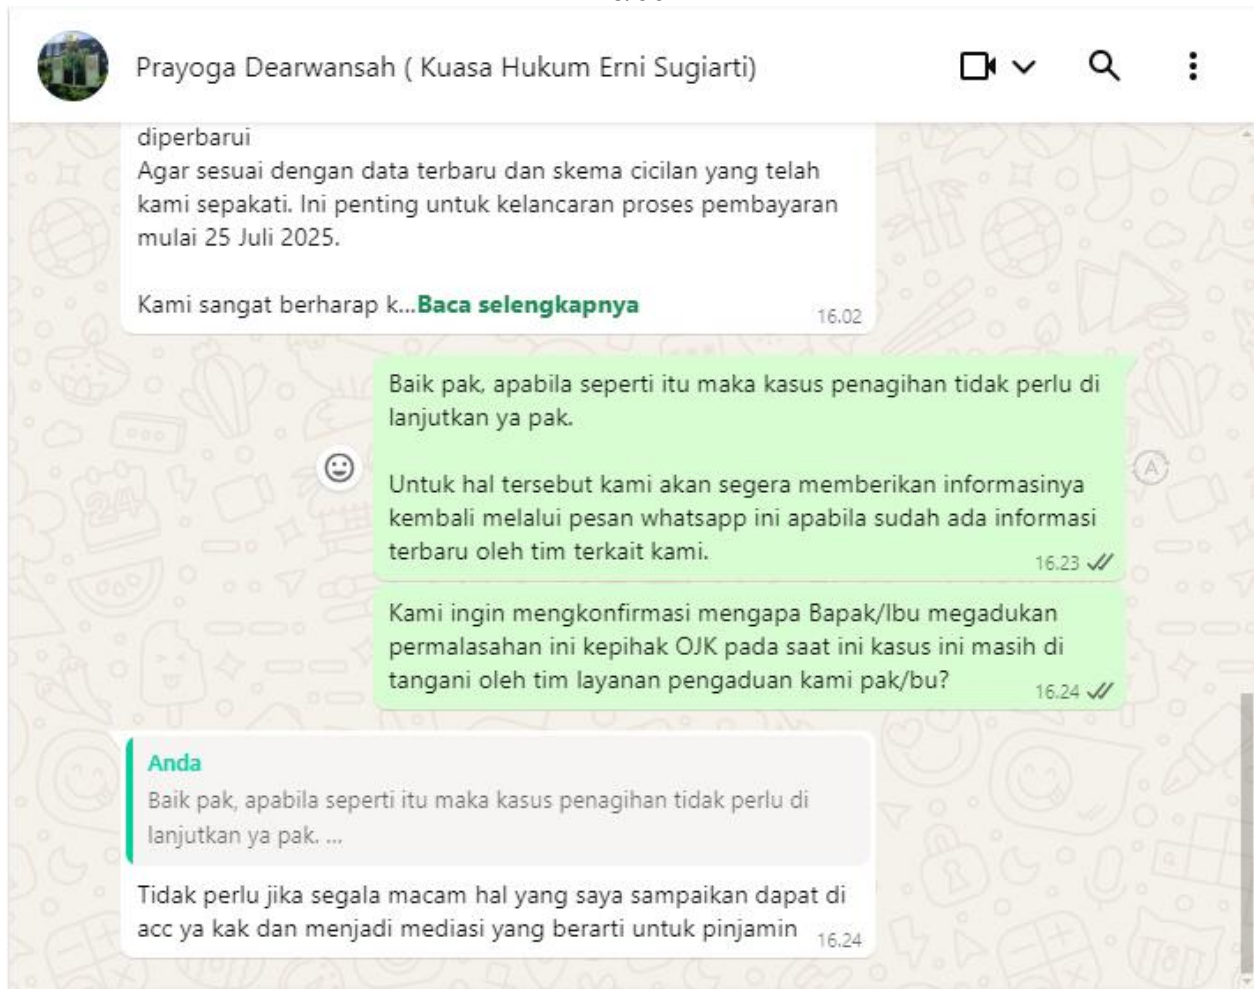 Prayoga Dearwansah ( Kuasa Hukum Erni Sugiarti)
diperbarui
Agar sesuai dengan data terbaru dan skema cicilan yang telah
kami sepakati. Ini penting untuk kelancaran proses pembayaran
mulai 25 Juli 2025.
Kami sangat berharap k...Baca selengkapnya
16.02
Baik pak, apabila seperti itu maka kasus penagihan tidak perlu di
lanjutkan ya pak.
Untuk hal tersebut kami akan segera memberikan informasinya
kembali melalui pesan whatsapp ini apabila sudah ada informasi
terbaru oleh tim terkait kami.
16.23
Kami ingin mengkonfirmasi mengapa Bapak/Ibu megadukan
permalasahan ini kepihak OJK pada saat ini kasus ini masih di
tangani oleh tim layanan pengaduan kami pak/bu?
16.24
Anda
Baik pak, apabila seperti itu maka kasus penagihan tidak perlu di
lanjutkan ya pak. ...
Tidak perlu jika segala macam hal yang saya sampaikan dapat di
acc ya kak dan menjadi mediasi yang berarti untuk pinjamin
16.24